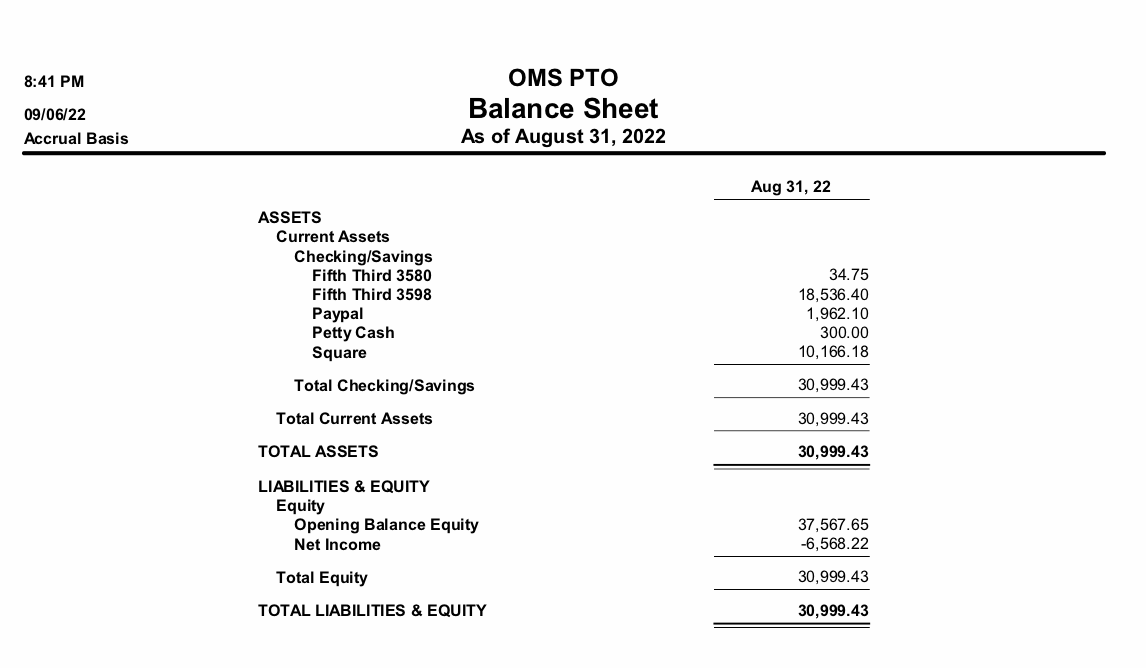 8:41 PM
OMS PTO
09/06/22
Balance Sheet
Accrual Basis
As of August 31, 2022
Aug 31, 22
ASSETS
Current Assets
Checking/Savings
Fifth Third 3580 34.75
Fifth Third 3598 18,536.40
Paypal 1,962.10
Petty Cash 300.00
Square 10,166.18
Total Checking/Savings 30,999.43
Total Current Assets 30,999.43
TOTAL ASSETS 30,999.43
LIABILITIES & EQUITY
Equity
Opening Balance Equity 37,567.65
Net Income -6,568.22
Total Equity 30,999.43
TOTAL LIABILITIES & EQUITY 30,999.43